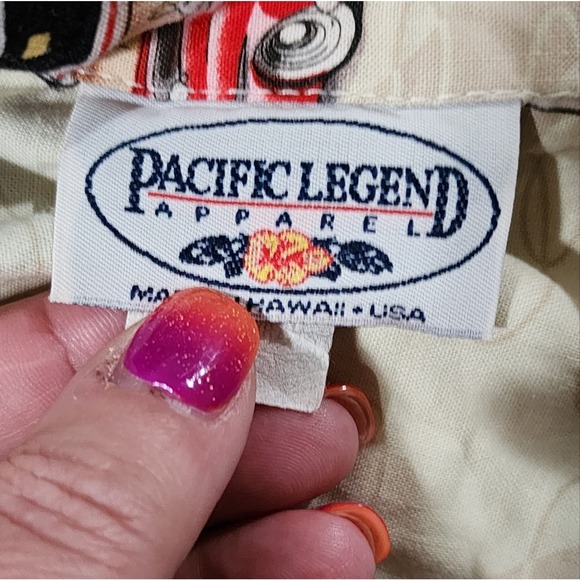 PACIFIC LEGEND
APPAREL
HAWAII • USA